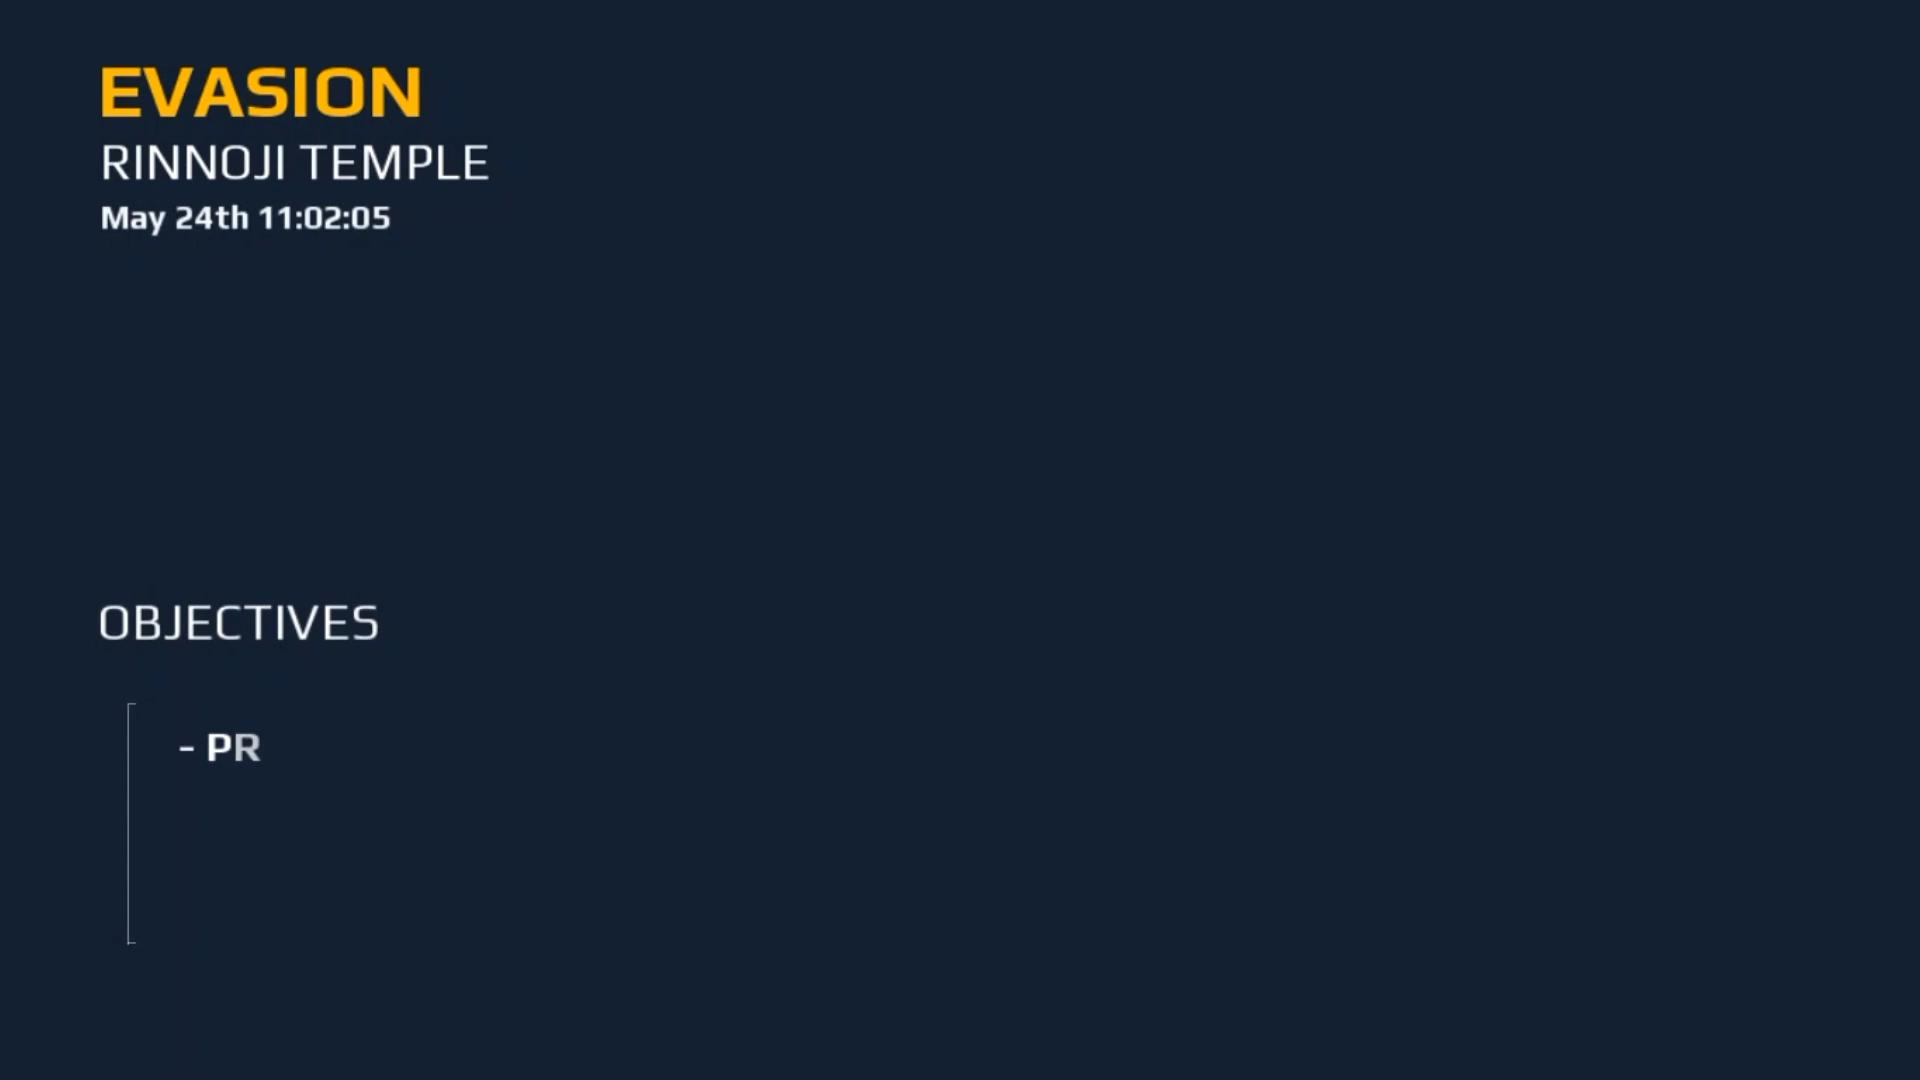 EVASION
RINNOJI TEMPLE
May 24th 11:02:05
OBJECTIVES
- PR